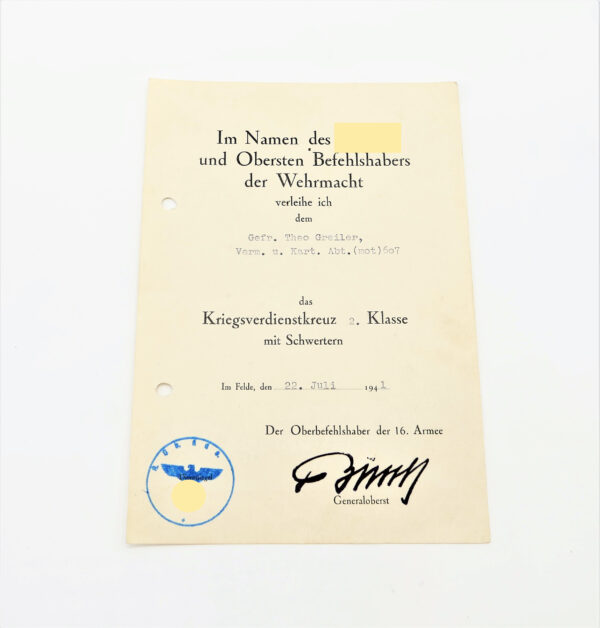 Im Namen des
und Obersten Befehlshabers
der Wehrmacht
verleihe ich
dem
Gefr. Theo Greiler,
Verm. u. Kart. Abt.(mot)607
das
Kriegsverdienstkreuz 2. Klasse
mit Schwertern
Im Felde, den 22. Juli 1941
Der Oberbefehlshaber der 16. Armee
Generaloberst